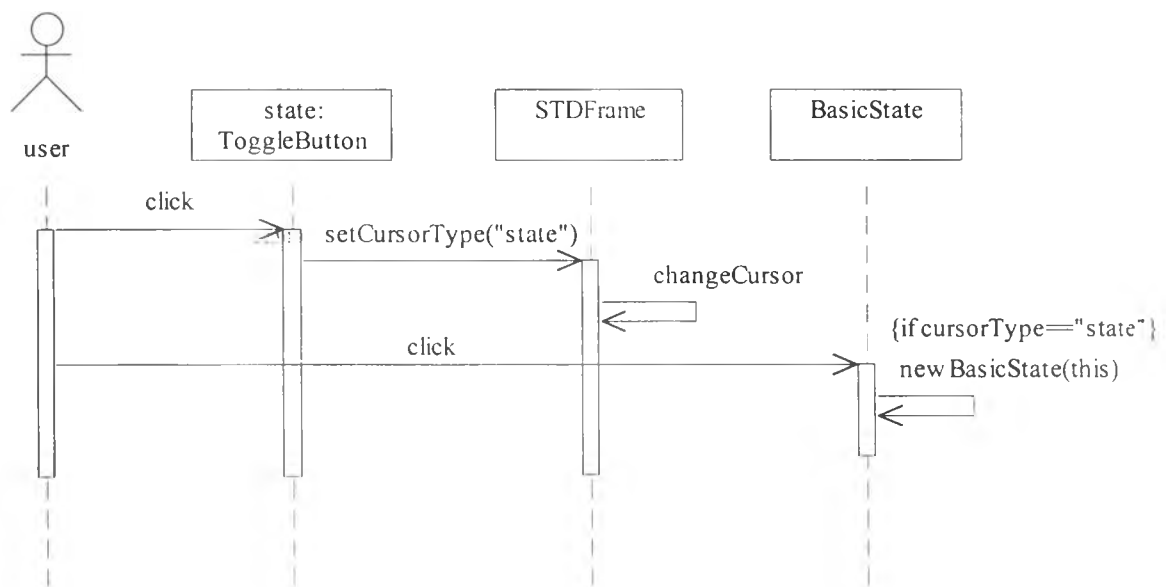 state:
ToggleButton
STDFrame
BasicState
user
click
setCursorType("state")
changeCursor
{if cursorType=="state"}
click
new BasicState(this)